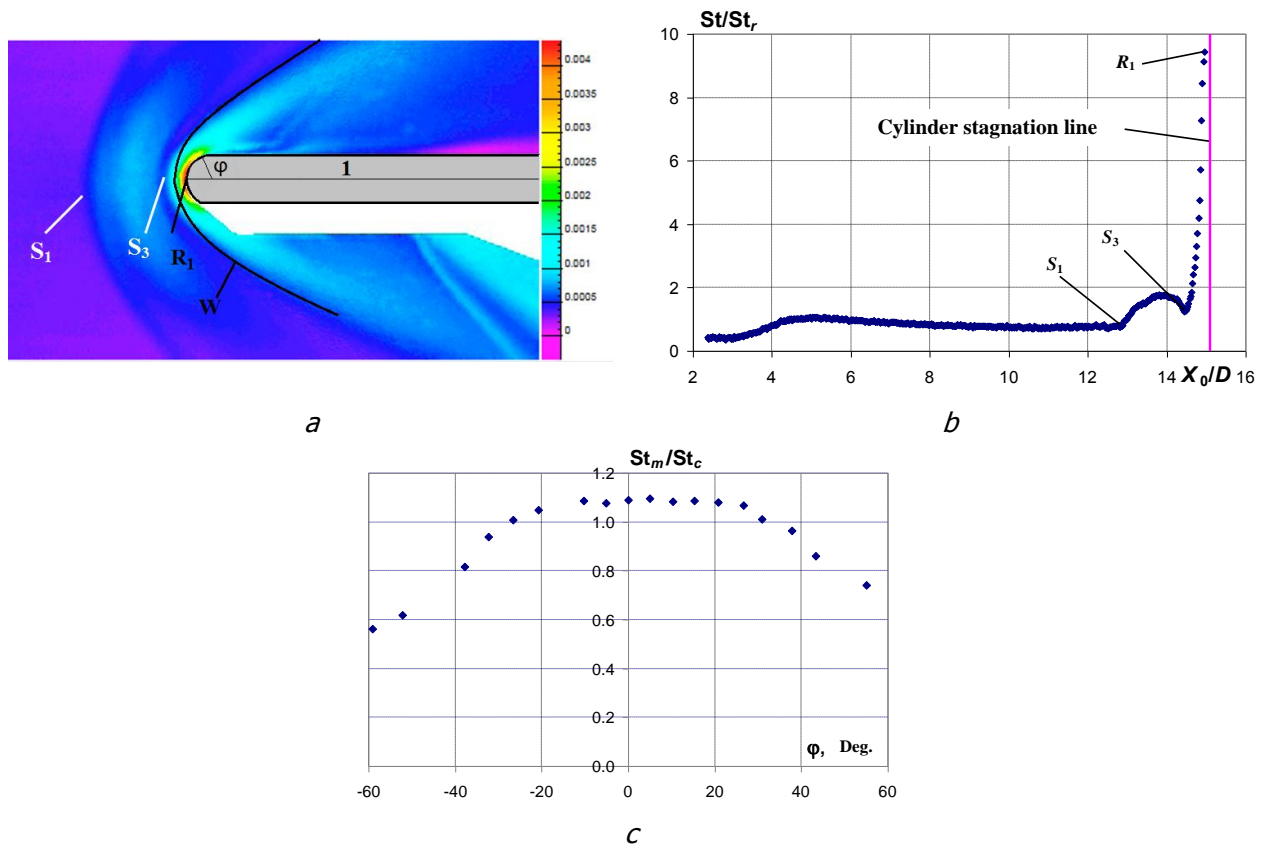 φ
1
S₁
S₃
R₁
W
0.004
0.0035
0.003
0.0025
0.002
0.0015
0.001
0.0005
0
a
St/Stᵣ
10
8
6
4
2
0
R₁
Cylinder stagnation line
S₃
S₁
2 4 6 8 10 12 14 X₀/D 16
b
Stₘ/St꜀
1.2
1.0
0.8
0.6
0.4
0.2
0.0
φ, Deg.
-60 -40 -20 0 20 40 60
c